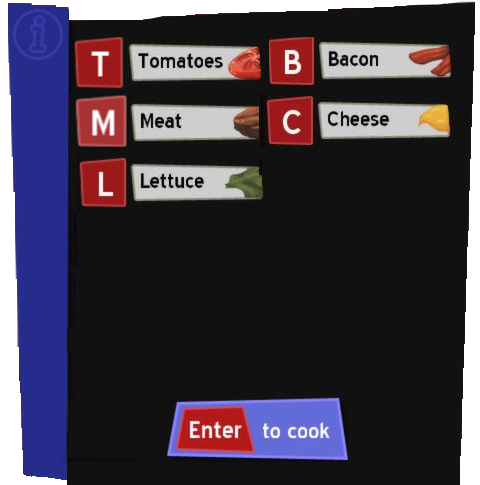 T Tomatoes B Bacon
M Meat C Cheese
L Lettuce
Enter to cook